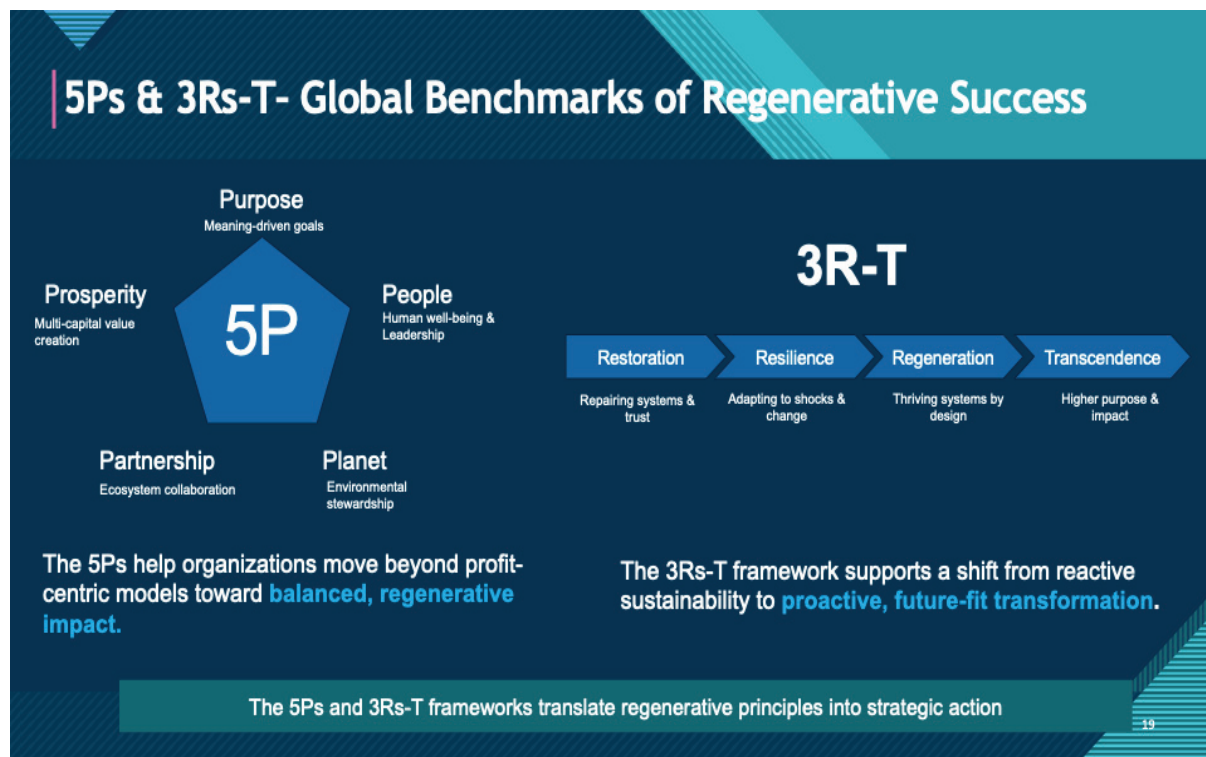 5Ps & 3Rs-T- Global Benchmarks of Regenerative Success
Purpose
Meaning-driven goals
Prosperity
Multi-capital value
creation
5P
People
Human well-being &
Leadership
Partnership
Ecosystem collaboration
Planet
Environmental
stewardship
The 5Ps help organizations move beyond profit-
centric models toward balanced, regenerative
impact.
3R-T
Restoration
Repairing systems &
trust
Resilience
Adapting to shocks &
change
Regeneration
Thriving systems by
design
Transcendence
Higher purpose &
impact
The 3Rs-T framework supports a shift from reactive
sustainability to proactive, future-fit transformation.
The 5Ps and 3Rs-T frameworks translate regenerative principles into strategic action
19